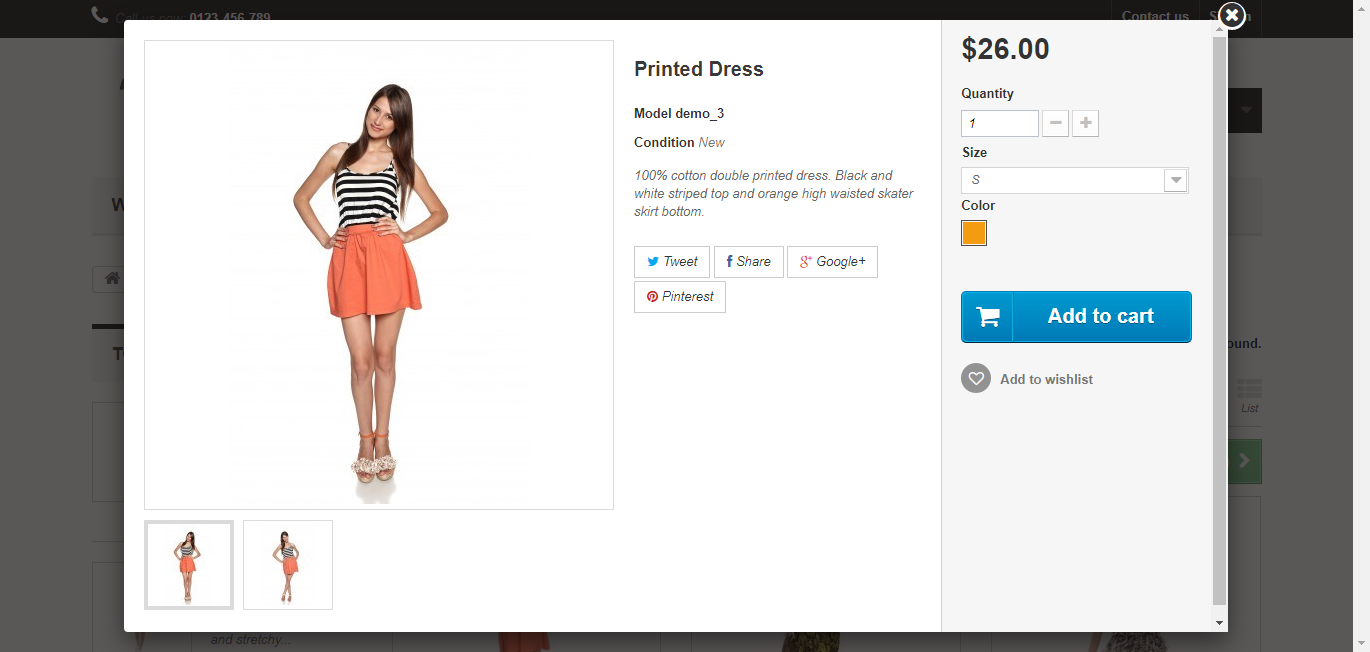 Call us now: 0123-456-789
Contact us
Printed Dress
Model demo_3
Condition New
100% cotton double printed dress. Black and
white striped top and orange high waisted skater
skirt bottom.
Tweet
Share
Google+
Pinterest
$26.00
Quantity
1
Size
S
Color
Add to cart
Add to wishlist
List
and stretchy...